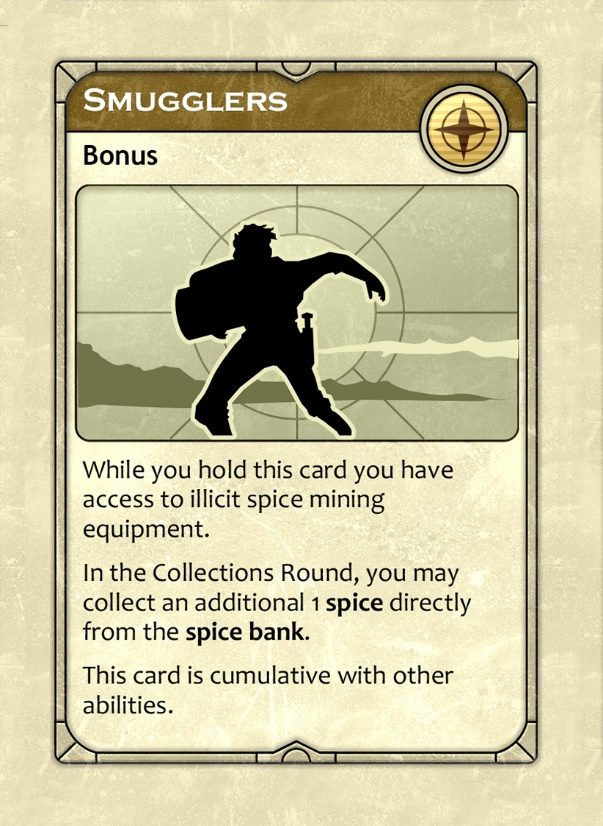 Smugglers
Bonus
While you hold this card you have
access to illicit spice mining
equipment.
In the Collections Round, you may
collect an additional 1 spice directly
from the spice bank.
This card is cumulative with other
abilities.